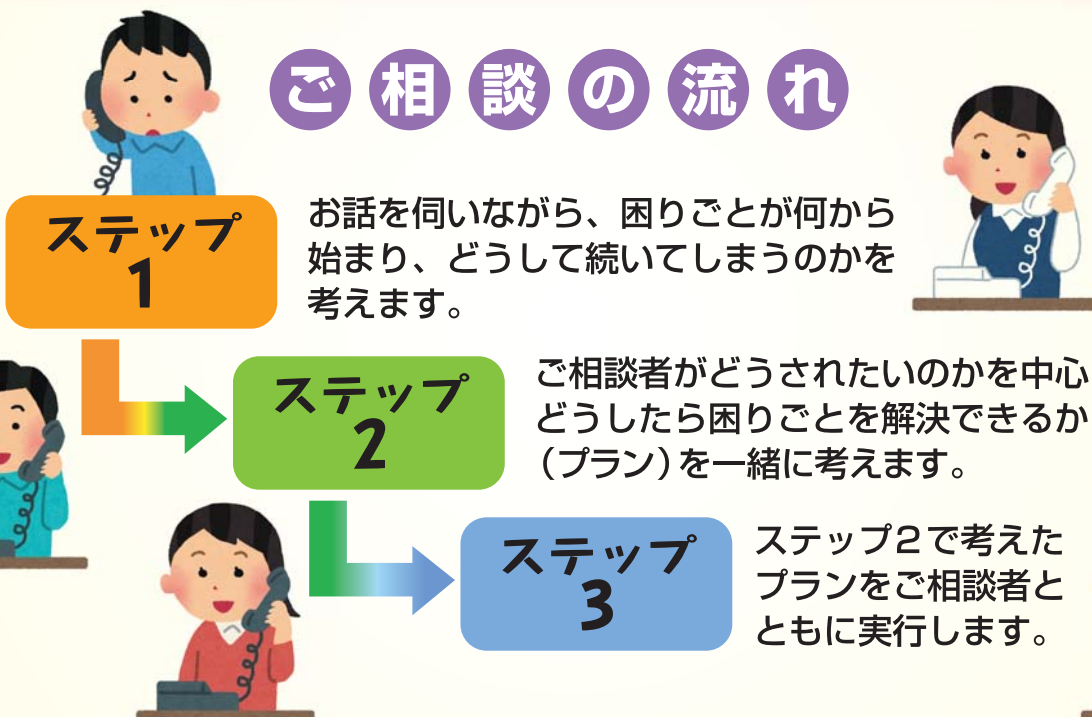 ご相談の流れ
ステップ
1
お話を伺いながら、困りごとが何から
始まり、どうして続いてしまうのかを
考えます。
ステップ
2
ご相談者がどうされたいのかを中心
どうしたら困りごとを解決できるか
（プラン）を一緒に考えます。
ステップ
3
ステップ2で考えた
プランをご相談者と
ともに実行します。